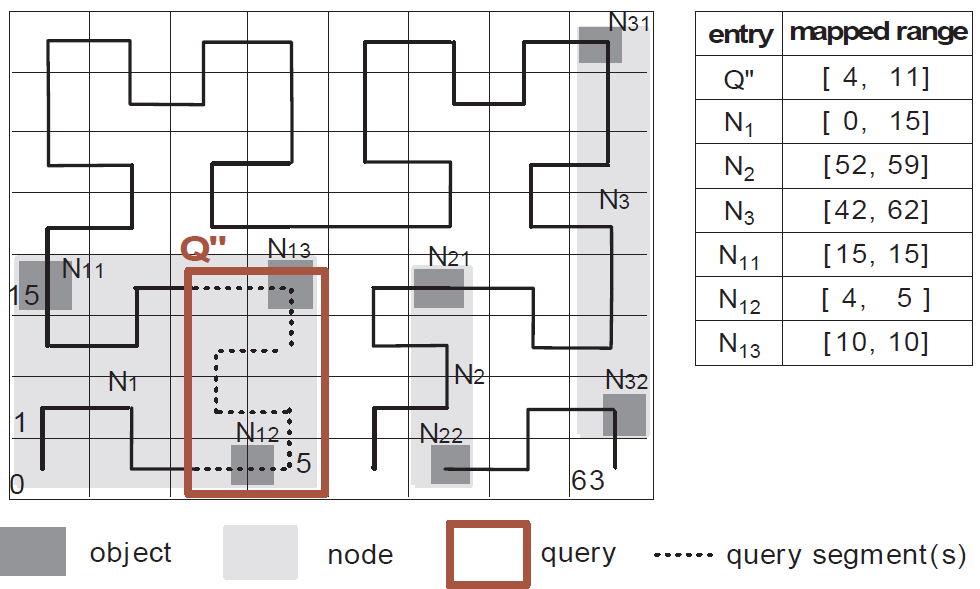 N31
N3
Q"
N13
N21
N11
15
N1
N2
N32
1
N12
N22
5
0
63
entry mapped range
Q" [ 4, 11]
N1 [ 0, 15]
N2 [52, 59]
N3 [42, 62]
N11 [15, 15]
N12 [ 4, 5 ]
N13 [10, 10]
object node query query segment(s)